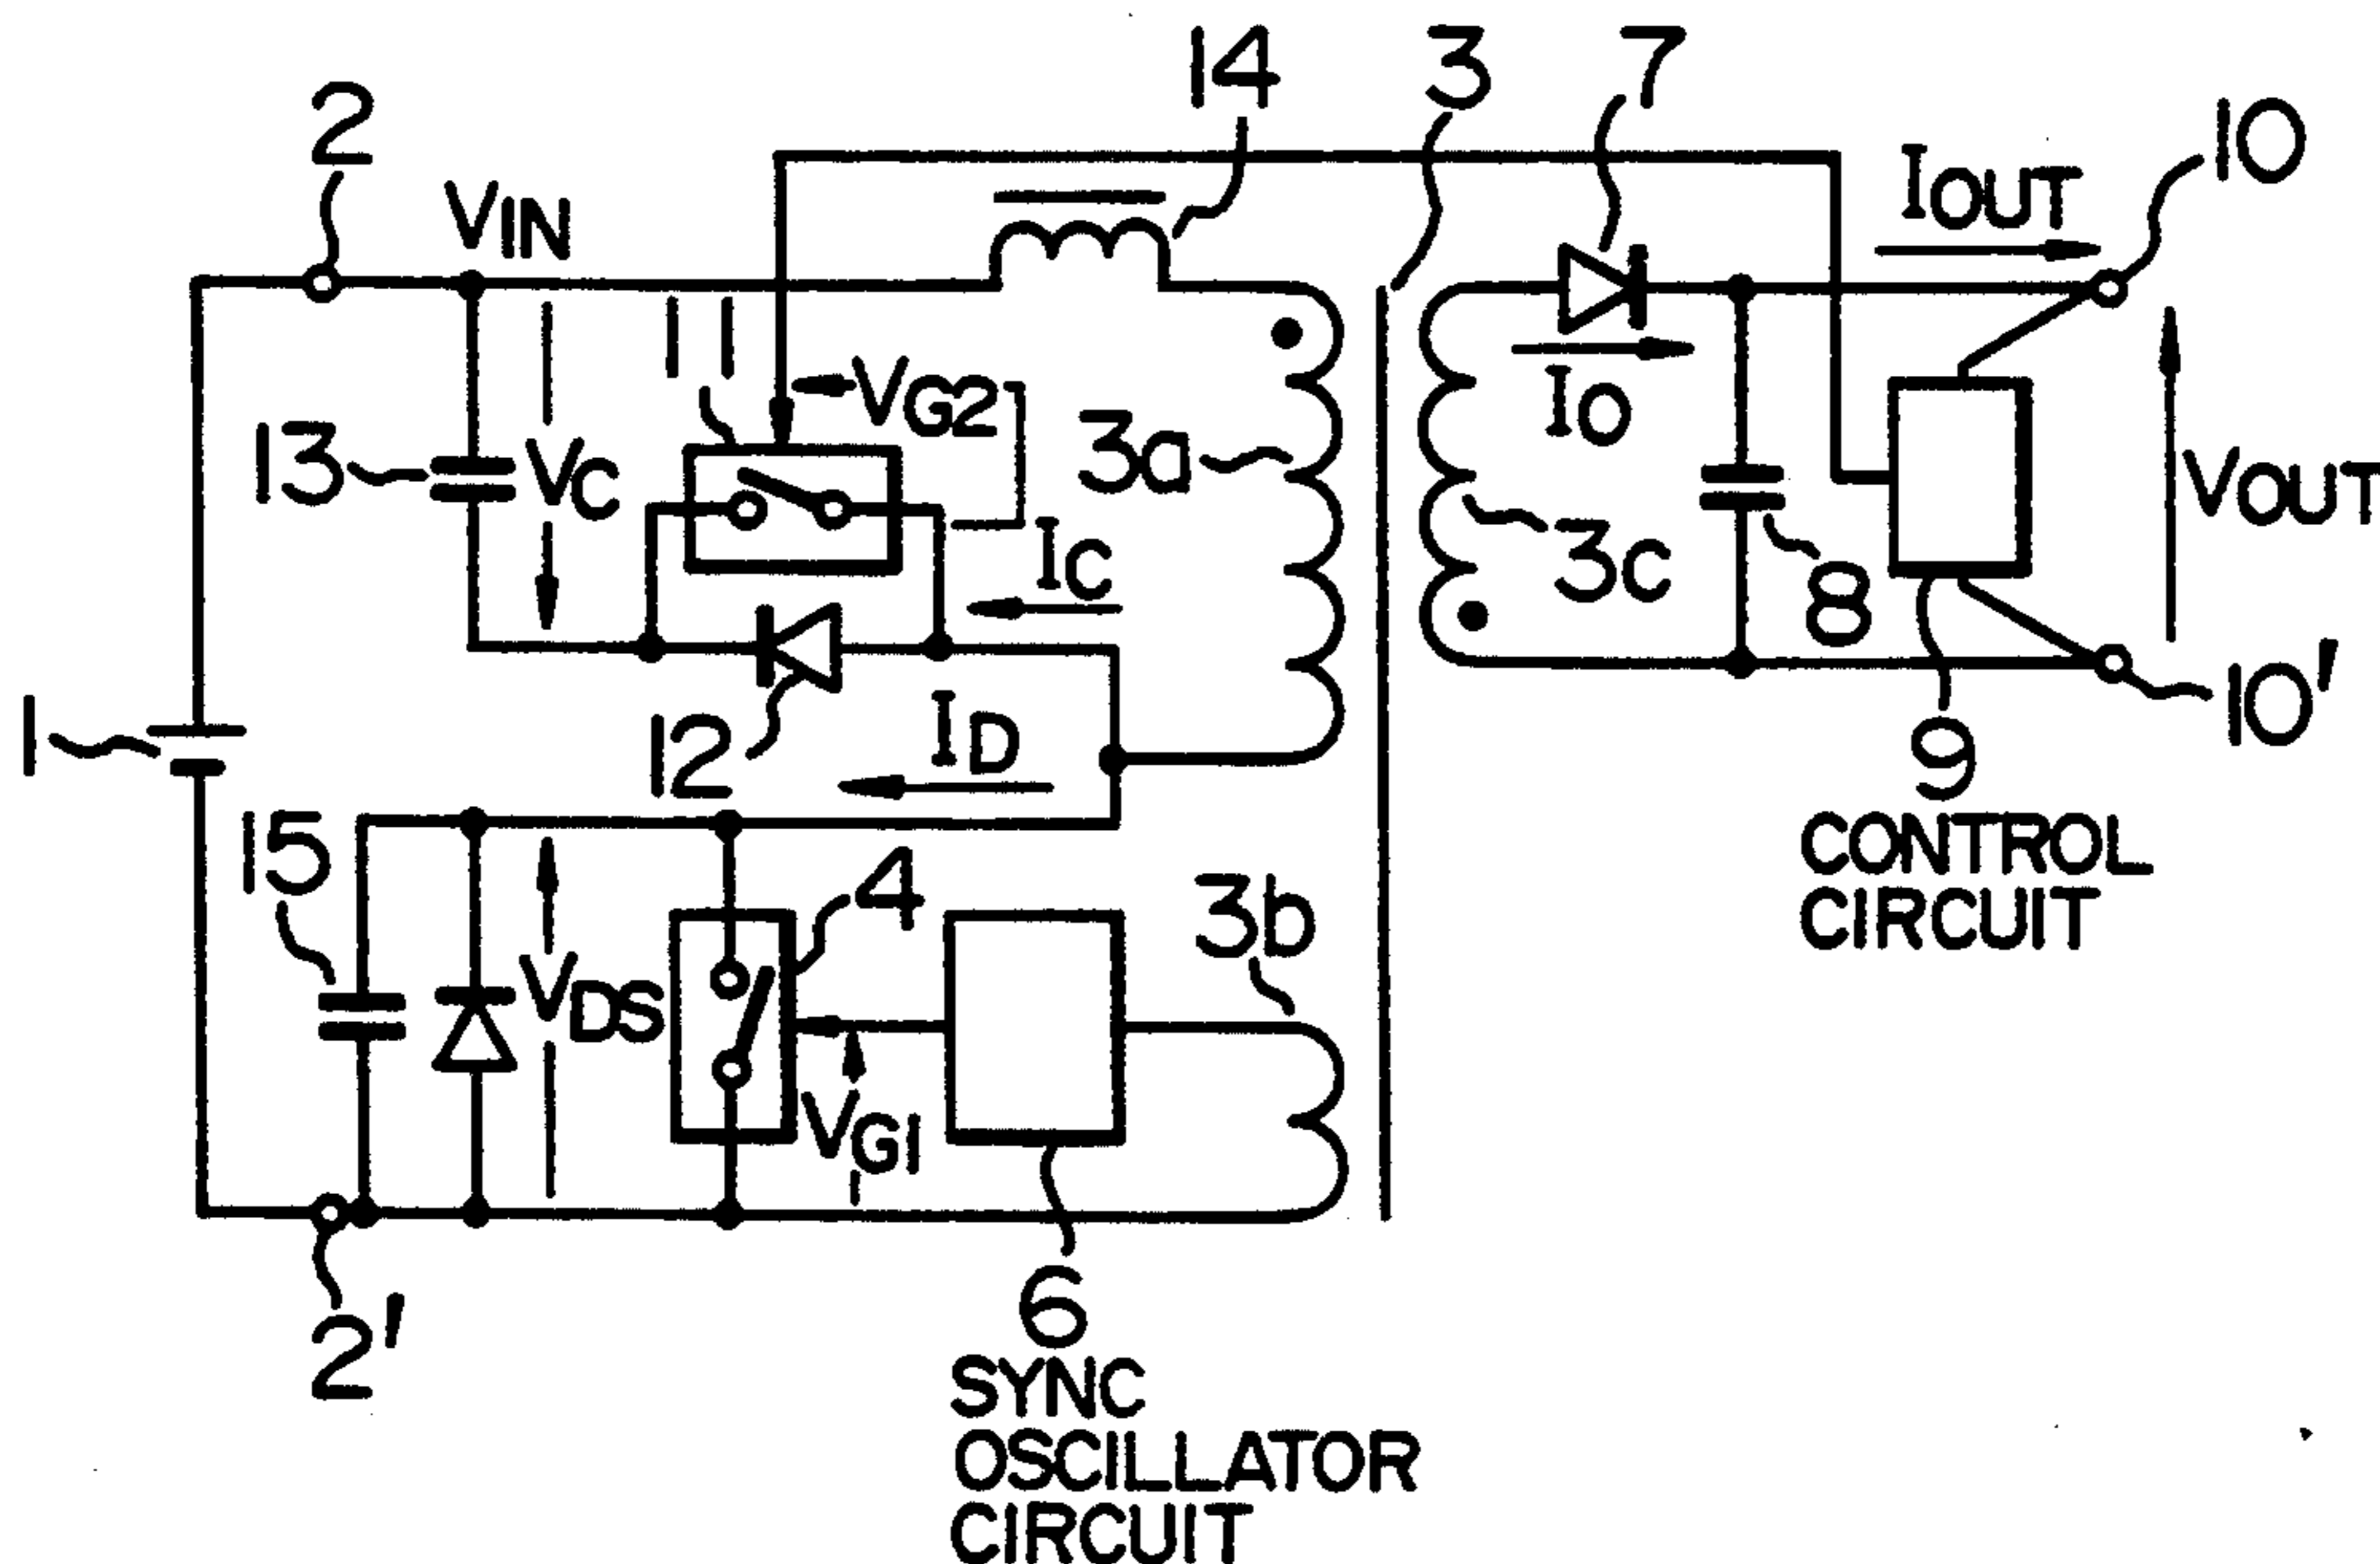 14
3
7
2
10
VIN
IOUT
11
VG2
13
VC
3a
IO
VOUT
IC
3c
8
1
12
ID
10'
9
CONTROL
CIRCUIT
15
4
3b
VDS
VG1
2'
6
SYNC
OSCILLATOR
CIRCUIT